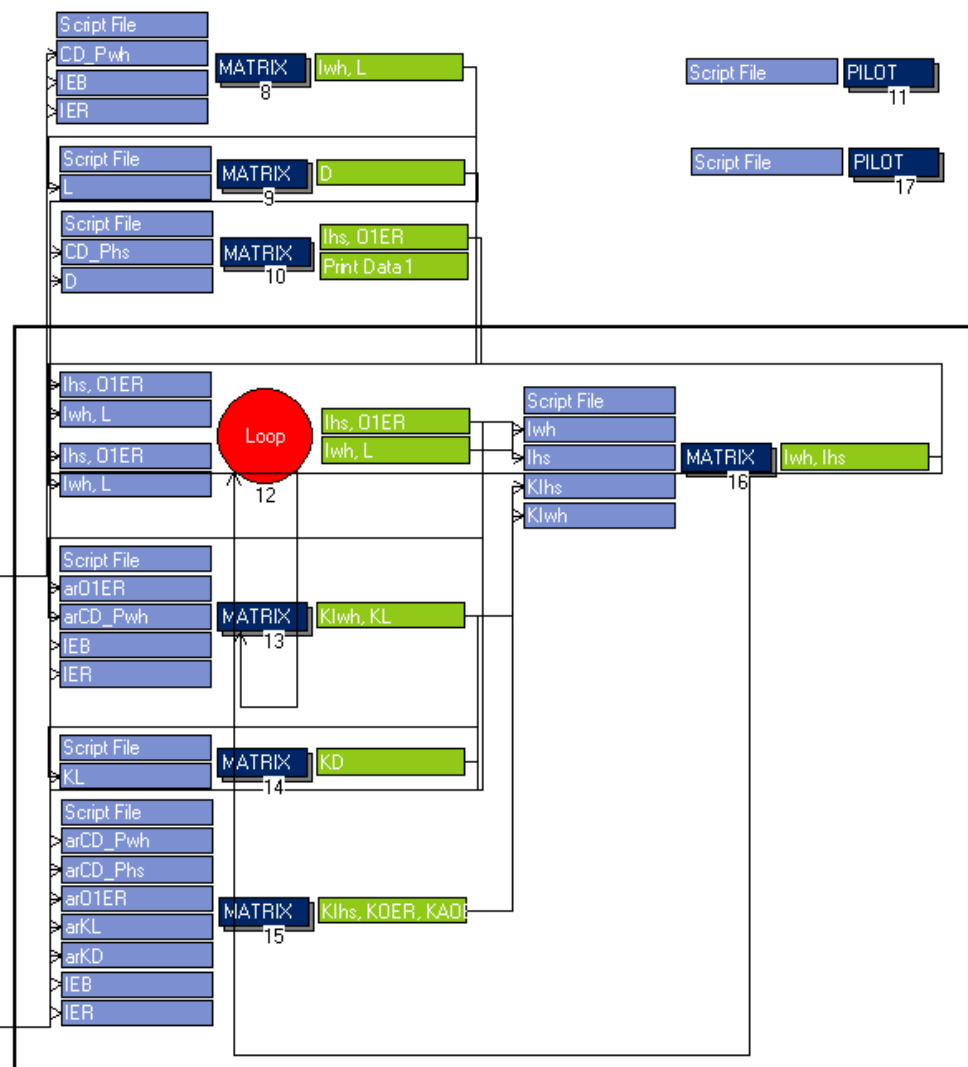 Script File
CD_Pwh
IEB
IER
MATRIX
8
Iwh, L
Script File
PILOT
11
Script File
L
MATRIX
9
D
Script File
PILOT
17
Script File
CD_Phs
D
MATRIX
10
Ihs, O1ER
Print Data1
Ihs, O1ER
Iwh, L
Ihs, O1ER
Iwh, L
Loop
12
Ihs, O1ER
Iwh, L
Script File
Iwh
Ihs
KIhs
KIwh
MATRIX
16
Iwh, Ihs
Script File
arO1ER
arCD_Pwh
IEB
IER
MATRIX
13
KIwh, KL
Script File
KL
MATRIX
14
KD
Script File
arCD_Pwh
arCD_Phs
arO1ER
arKL
arKD
IEB
IER
MATRIX
15
KIhs, KOER, KAO